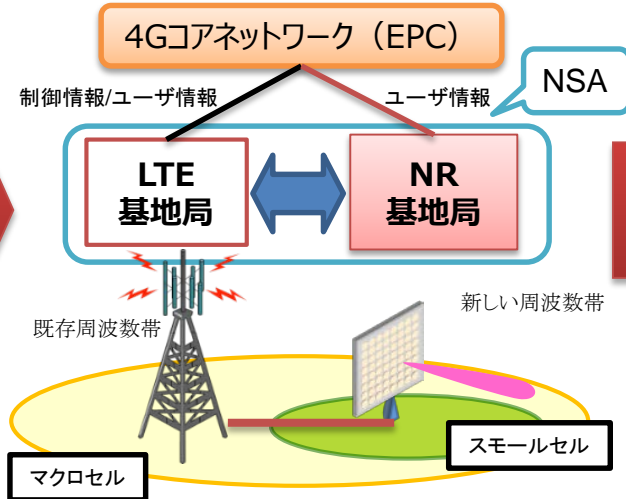 4Gコアネットワーク（EPC）
制御情報/ユーザ情報
ユーザ情報
NSA
LTE
基地局
NR
基地局
既存周波数帯
新しい周波数帯
スモールセル
マクロセル